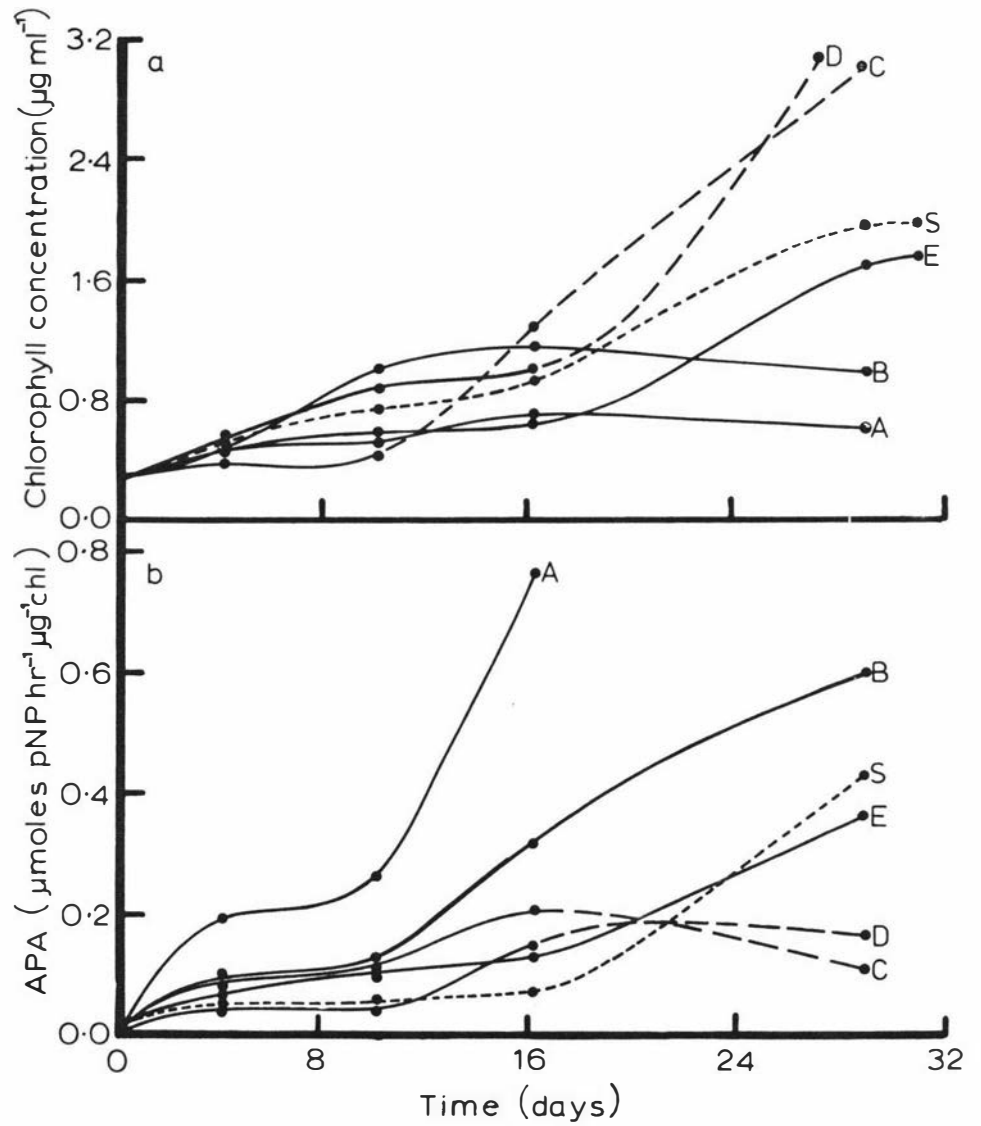 Chlorophyll concentration (µg ml⁻¹)
3·2
2·4
1·6
0·8
0·0
a
D
C
S
E
B
A
APA ( µmoles pNP hr⁻¹ µg⁻¹chl)
0·8
0·6
0·4
0·2
0·0
b
A
B
S
E
D
C
0
8
16
24
32
Time (days)